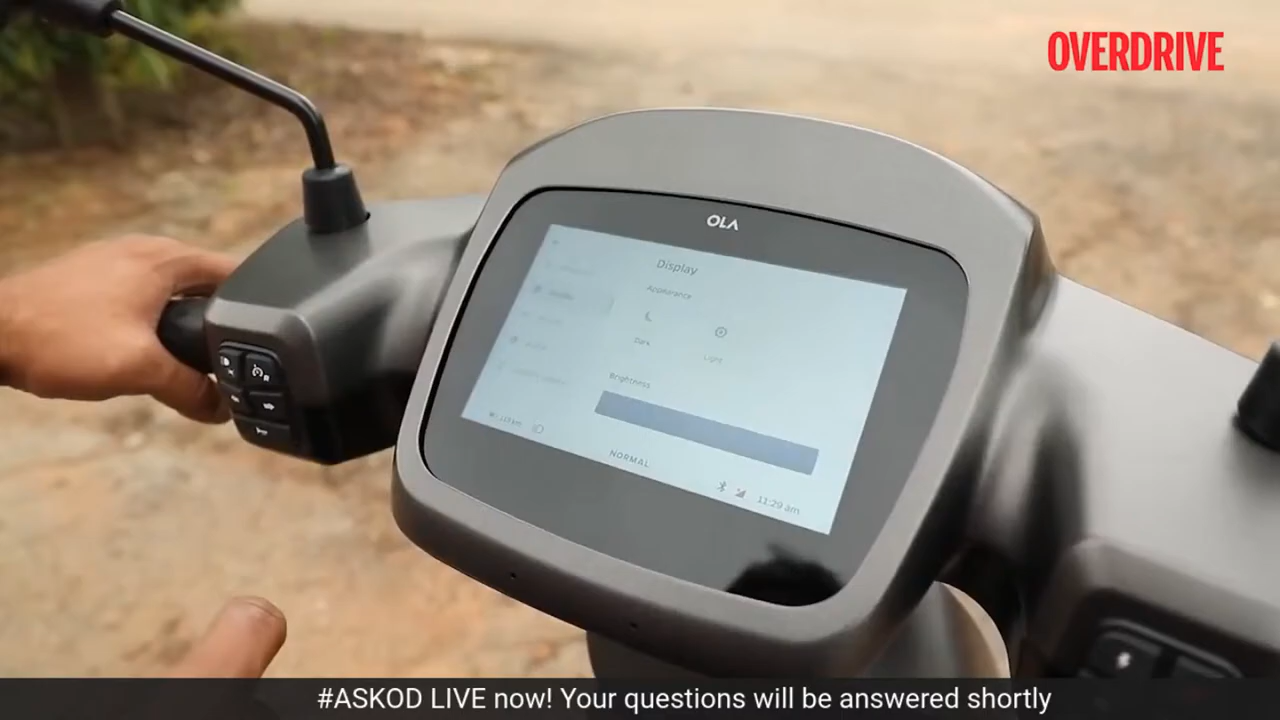 OVERDRIVE
OLA
Display
Appearance
Dark
Light
Brightness
NORMAL
11:29 am
#ASKOD LIVE now! Your questions will be answered shortly